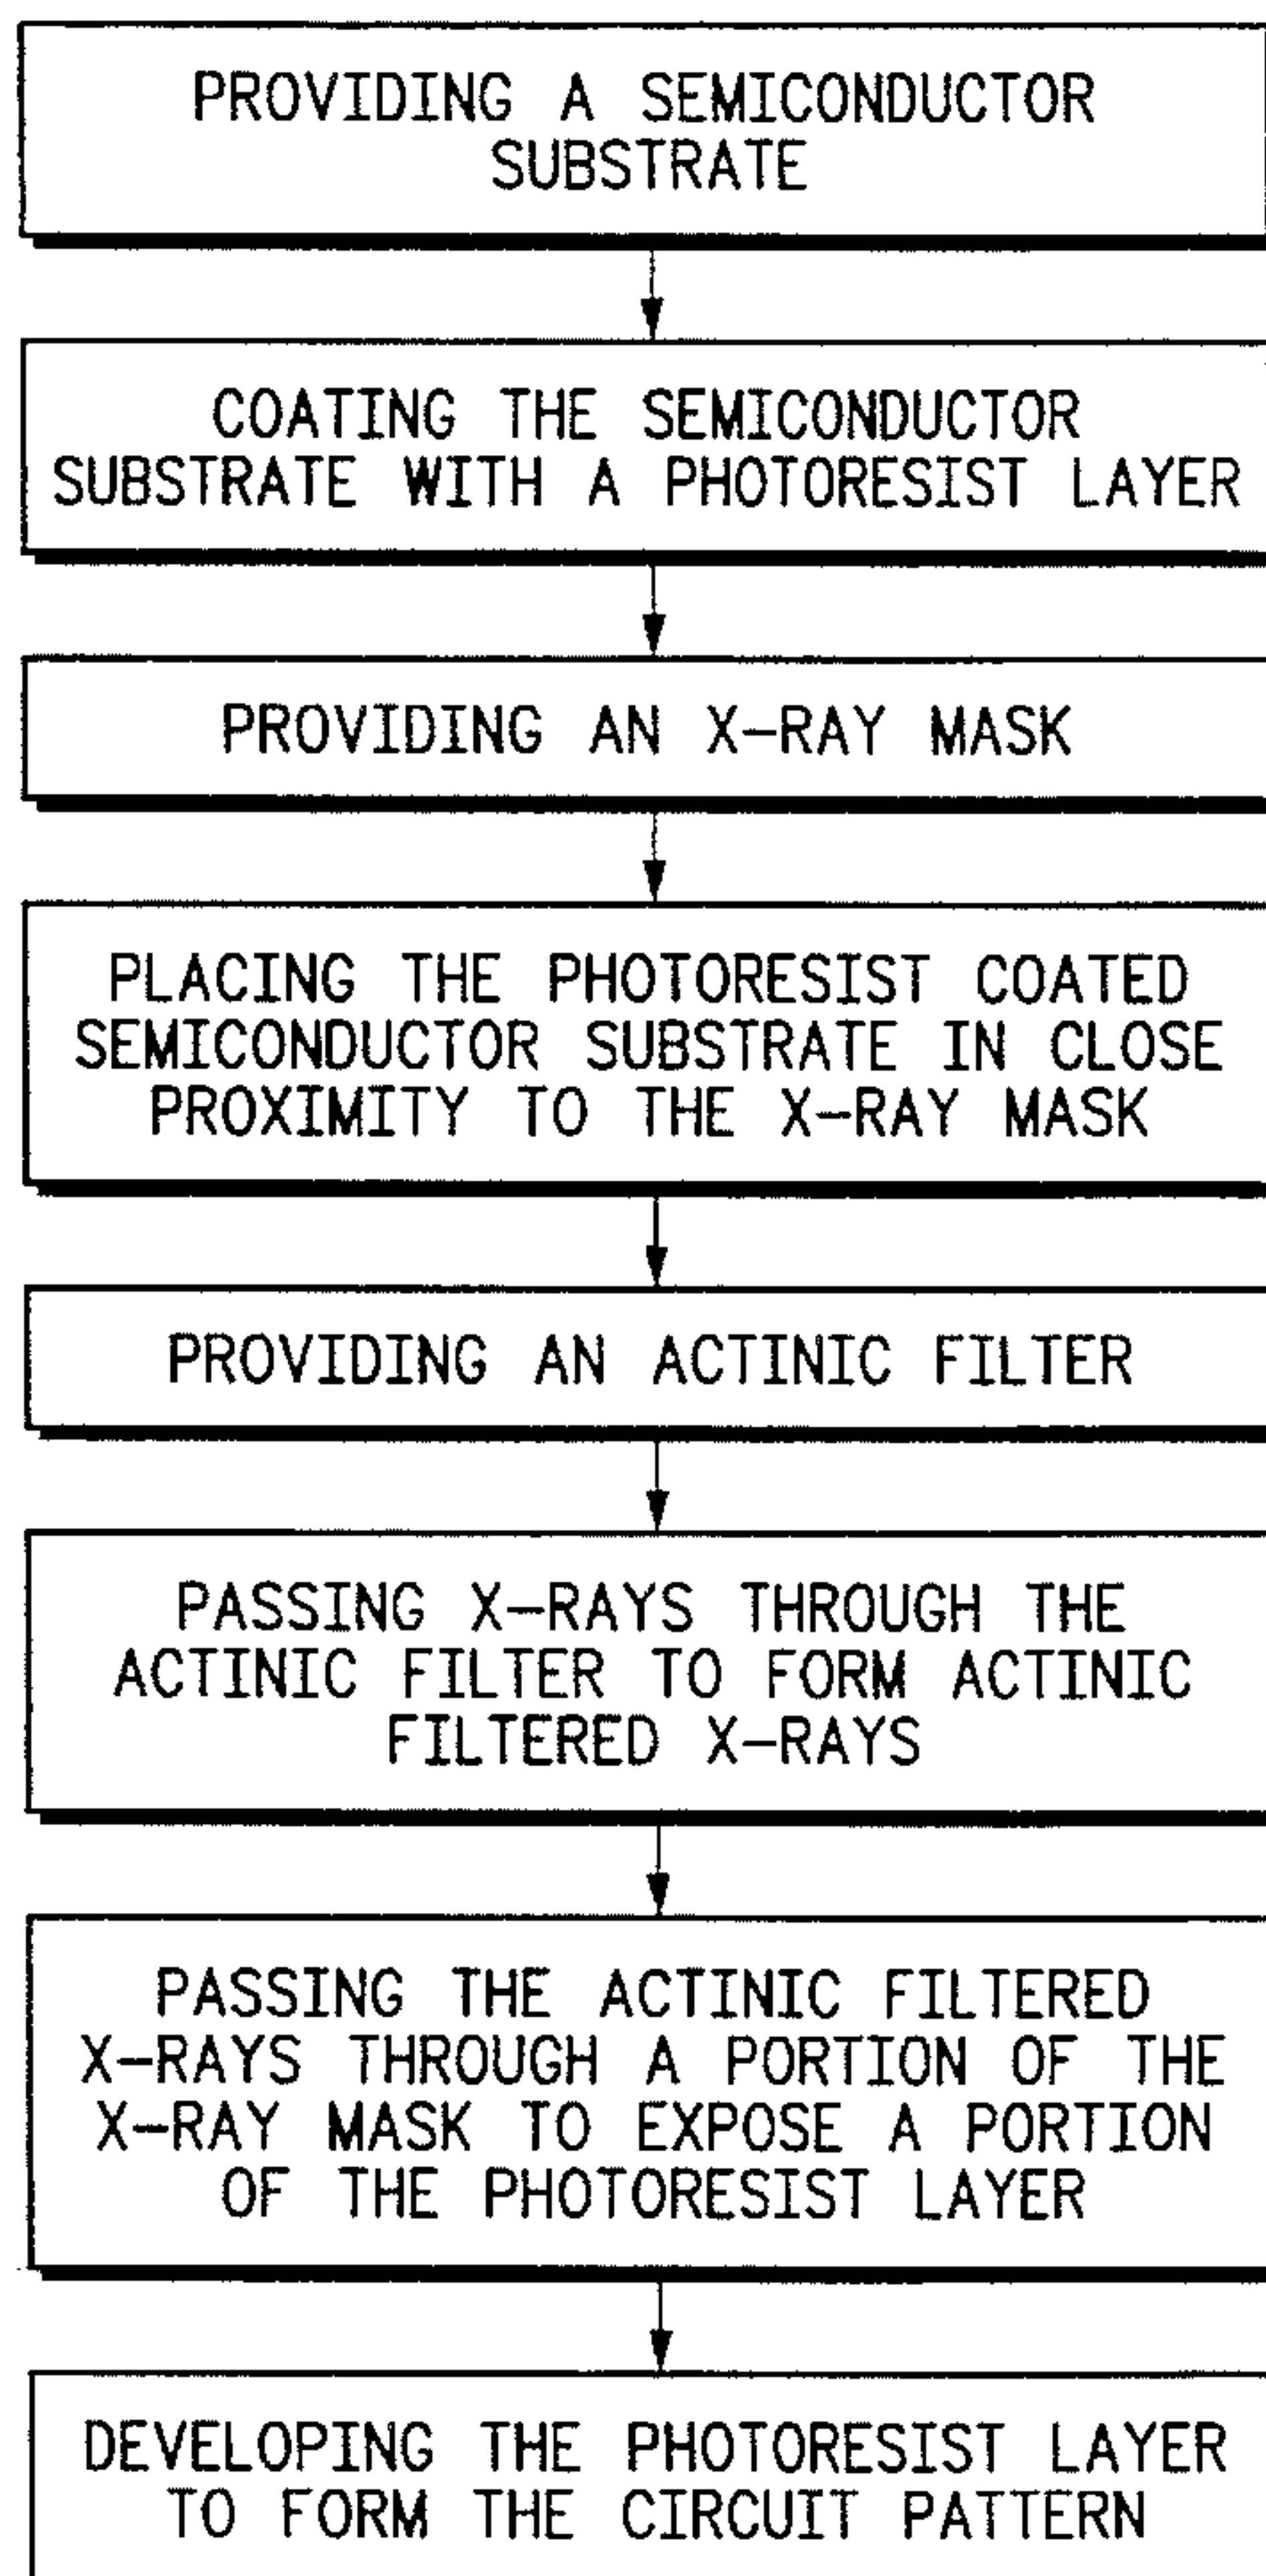 PROVIDING A SEMICONDUCTOR
SUBSTRATE
COATING THE SEMICONDUCTOR
SUBSTRATE WITH A PHOTORESIST LAYER
PROVIDING AN X-RAY MASK
PLACING THE PHOTORESIST COATED
SEMICONDUCTOR SUBSTRATE IN CLOSE
PROXIMITY TO THE X-RAY MASK
PROVIDING AN ACTINIC FILTER
PASSING X-RAYS THROUGH THE
ACTINIC FILTER TO FORM ACTINIC
FILTERED X-RAYS
PASSING THE ACTINIC FILTERED
X-RAYS THROUGH A PORTION OF THE
X-RAY MASK TO EXPOSE A PORTION
OF THE PHOTORESIST LAYER
DEVELOPING THE PHOTORESIST LAYER
TO FORM THE CIRCUIT PATTERN